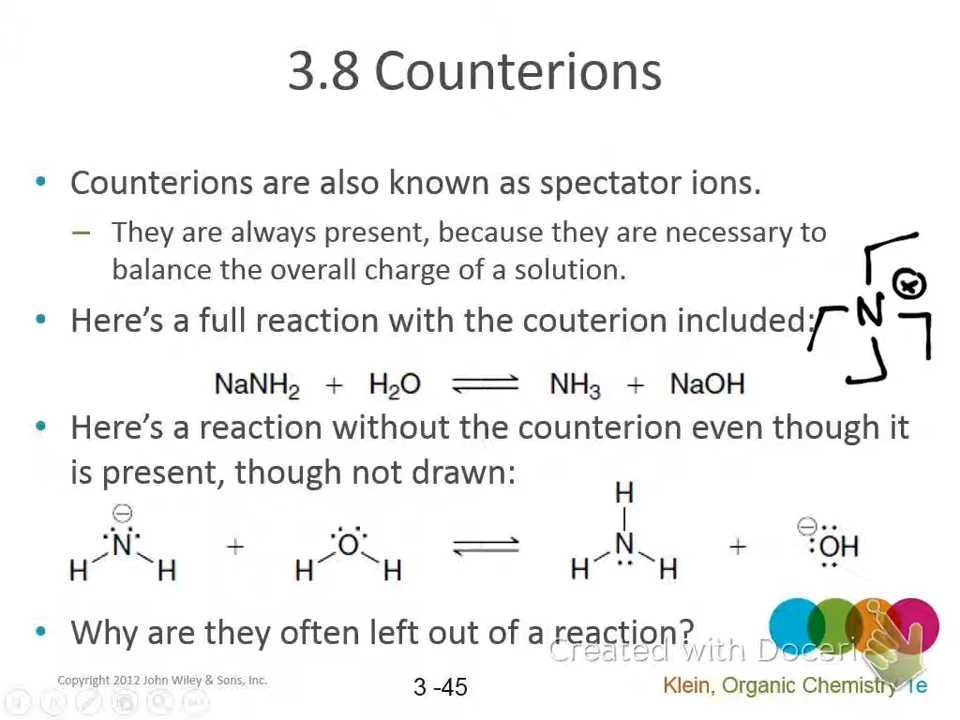 3.8 Counterions
• Counterions are also known as spectator ions.
– They are always present, because they are necessary to
balance the overall charge of a solution.
• Here's a full reaction with the couterion included:
N ⊕
NaNH₂ + H₂O ⇌ NH₃ + NaOH
• Here's a reaction without the counterion even though it
is present, though not drawn:
H
⊖ ⊖
N + O ⇌ N + OH
H H H H H H
• Why are they often left out of a reaction?
Created with Doceri
Copyright 2012 John Wiley & Sons, Inc.
3 -45
Klein, Organic Chemistry 1e